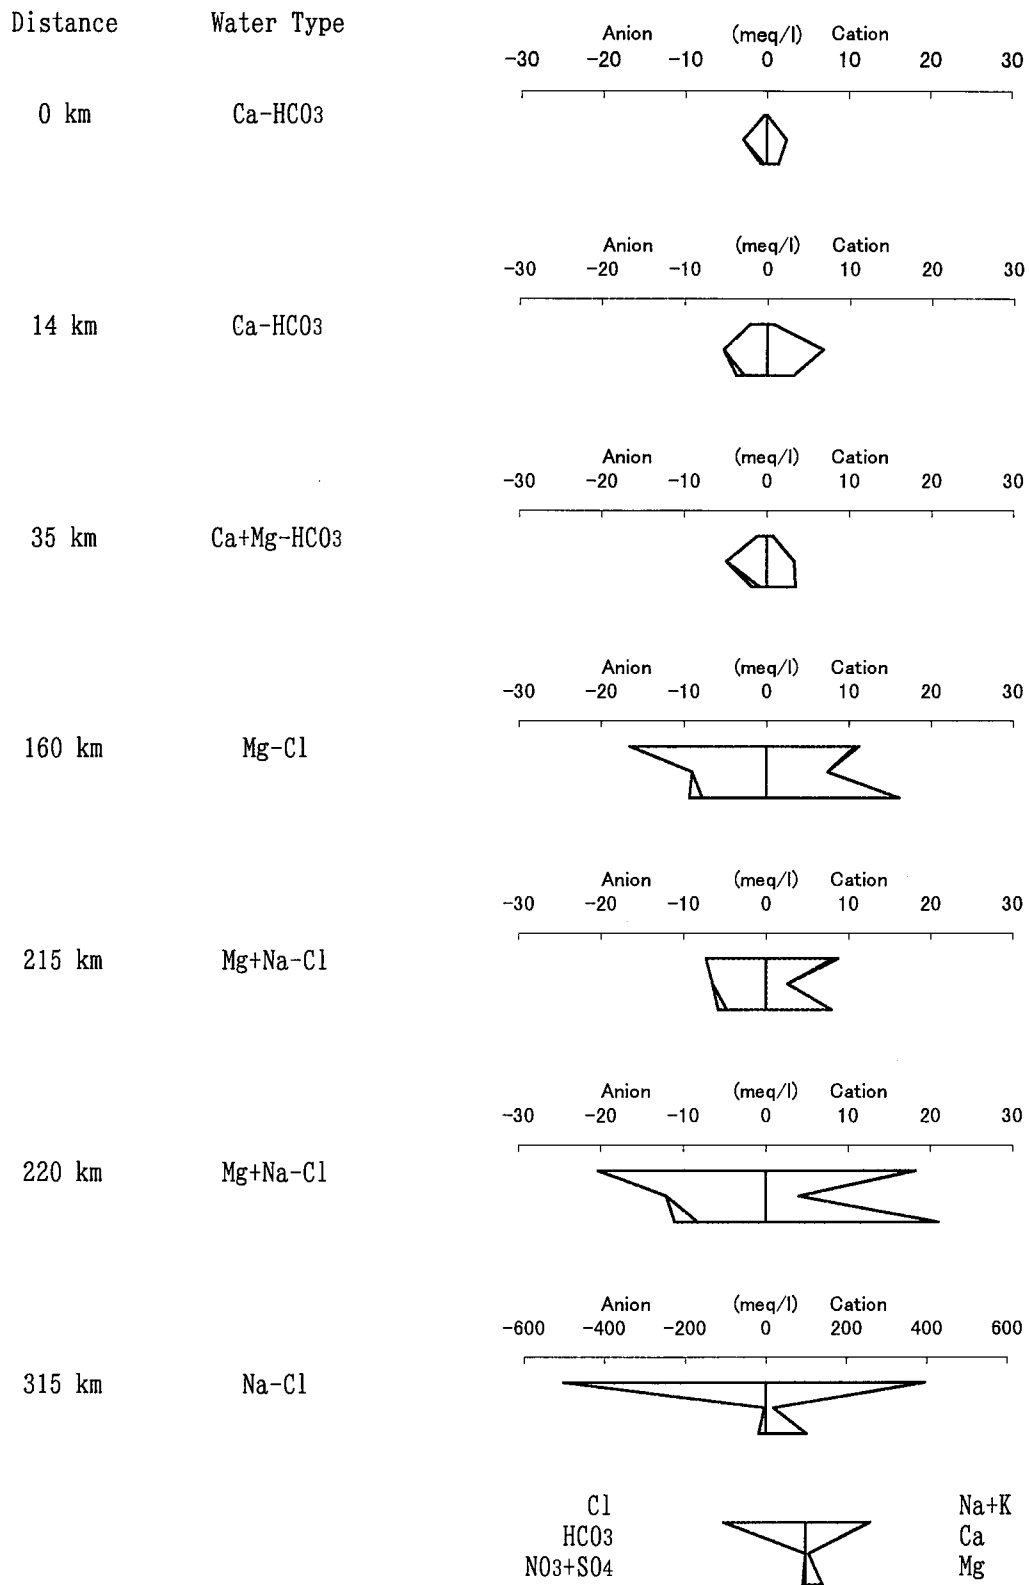 Distance Water Type
Anion (meq/l) Cation
-30 -20 -10 0 10 20 30
0 km Ca-HCO3
Anion (meq/l) Cation
-30 -20 -10 0 10 20 30
14 km Ca-HCO3
Anion (meq/l) Cation
-30 -20 -10 0 10 20 30
35 km Ca+Mg-HCO3
Anion (meq/l) Cation
-30 -20 -10 0 10 20 30
160 km Mg-Cl
Anion (meq/l) Cation
-30 -20 -10 0 10 20 30
215 km Mg+Na-Cl
Anion (meq/l) Cation
-30 -20 -10 0 10 20 30
220 km Mg+Na-Cl
Anion (meq/l) Cation
-600 -400 -200 0 200 400 600
315 km Na-Cl
Cl Na+K
HCO3 Ca
NO3+SO4 Mg